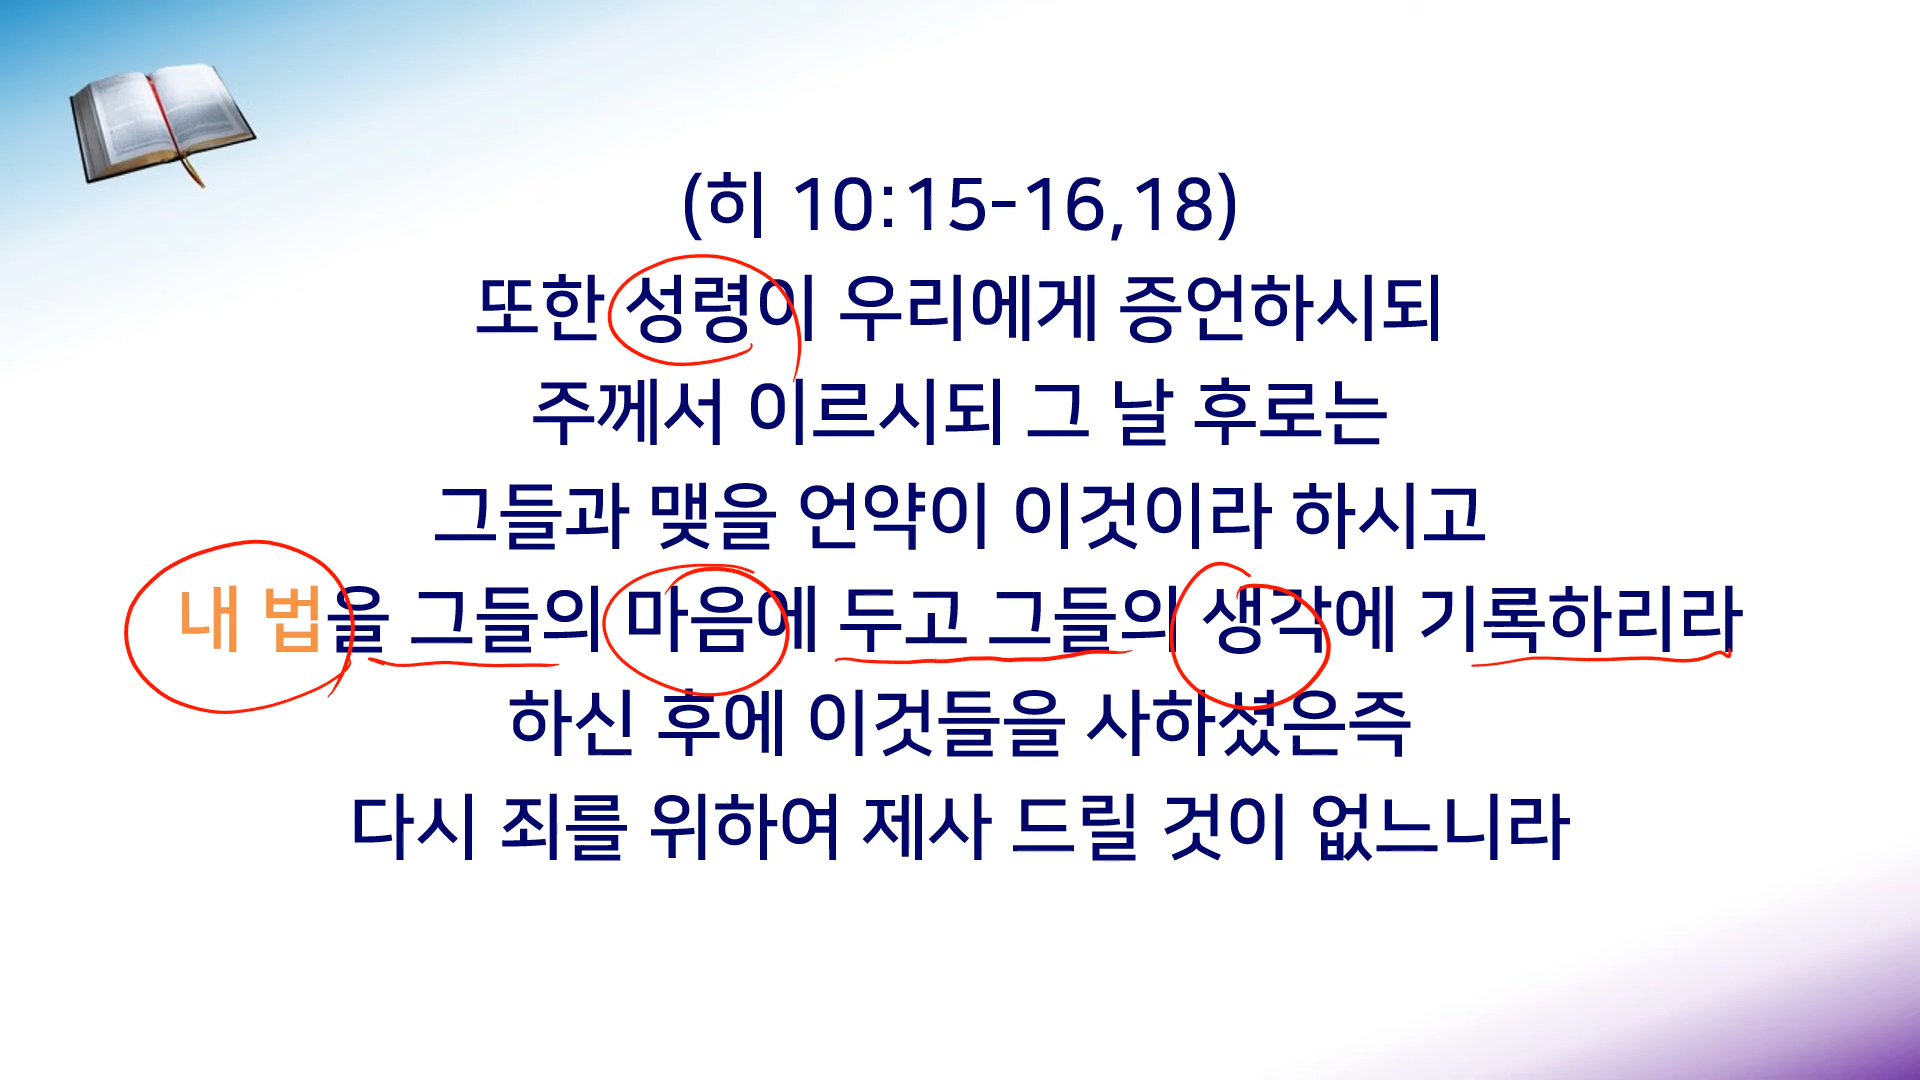 (히 10:15-16,18)
또한 성령이 우리에게 증언하시되
주께서 이르시되 그 날 후로는
그들과 맺을 언약이 이것이라 하시고
내 법을 그들의 마음에 두고 그들의 생각에 기록하리라
하신 후에 이것들을 사하셨은즉
다시 죄를 위하여 제사 드릴 것이 없느니라